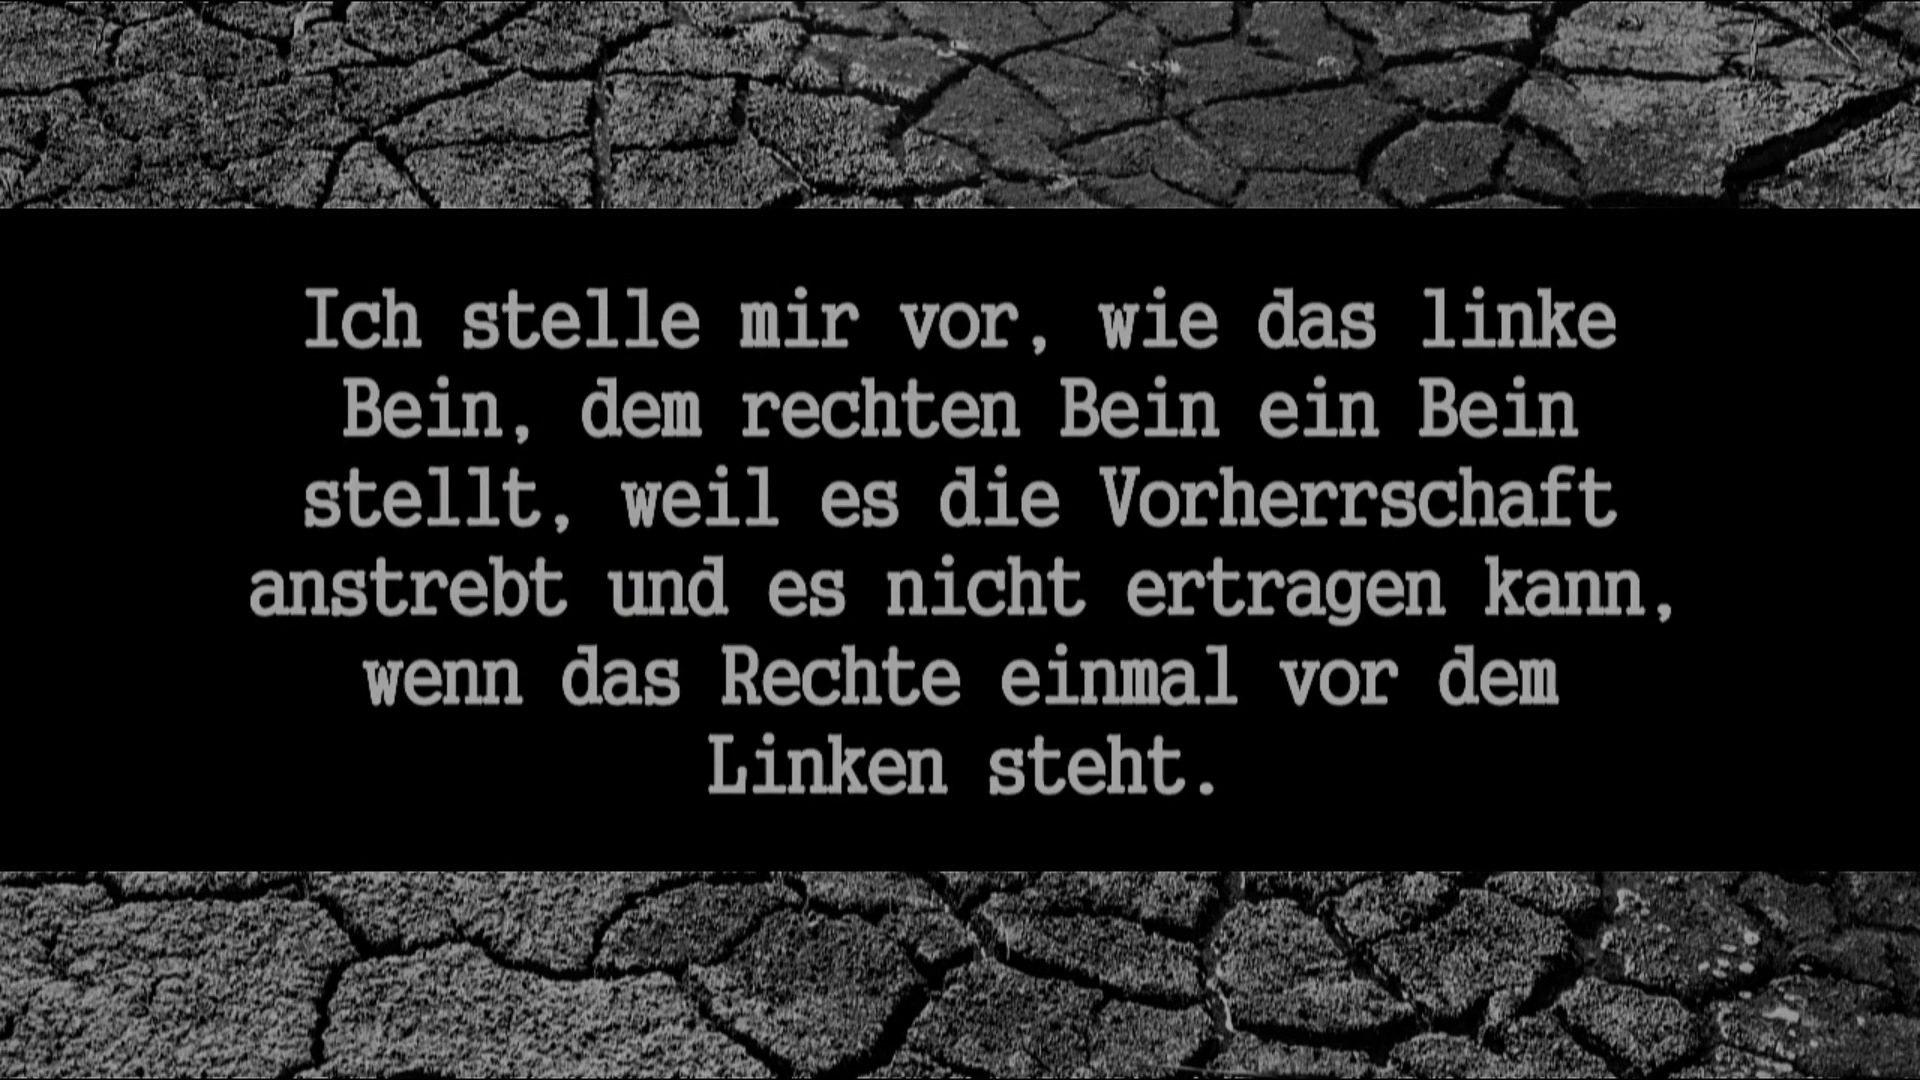 Ich stelle mir vor, wie das linke
Bein, dem rechten Bein ein Bein
stellt, weil es die Vorherrschaft
anstrebt und es nicht ertragen kann,
wenn das Rechte einmal vor dem
Linken steht.